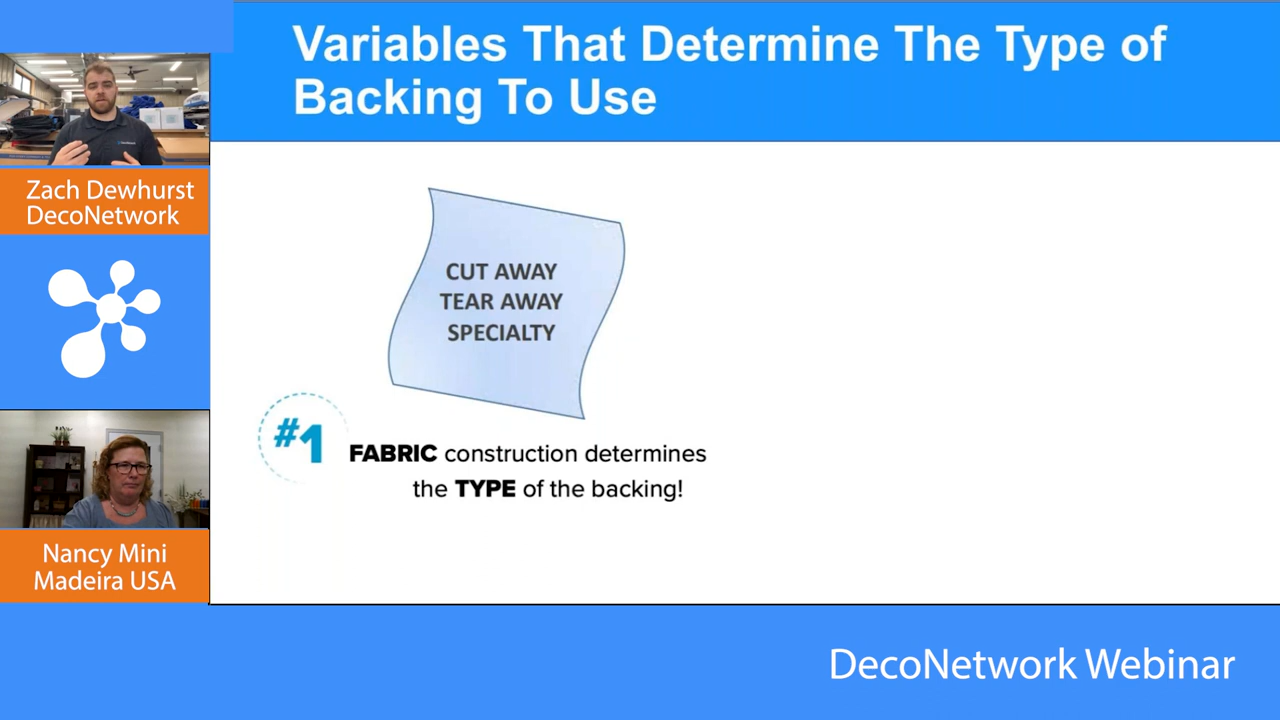 Variables That Determine The Type of
Backing To Use
Zach Dewhurst
DecoNetwork
CUT AWAY
TEAR AWAY
SPECIALTY
#1
FABRIC construction determines
the TYPE of the backing!
Nancy Mini
Madeira USA
DecoNetwork Webinar